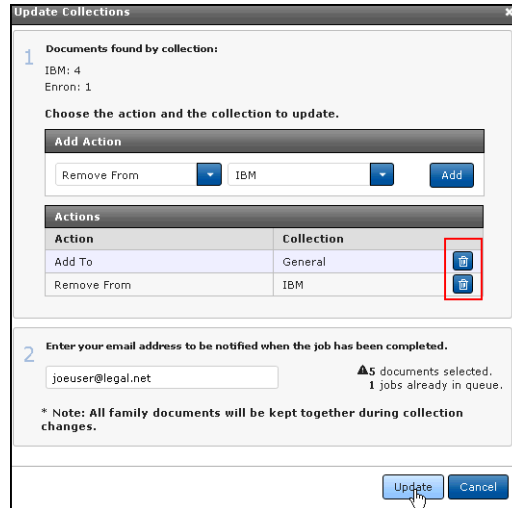 Update Collections x
1 Documents found by collection:
IBM: 4
Enron: 1
Choose the action and the collection to update.
Add Action
Remove From IBM Add
Actions
Action Collection
Add To General
Remove From IBM
2 Enter your email address to be notified when the job has been completed.
joeuser@legal.net
5 documents selected.
1 jobs already in queue.
* Note: All family documents will be kept together during collection
changes.
Update Cancel